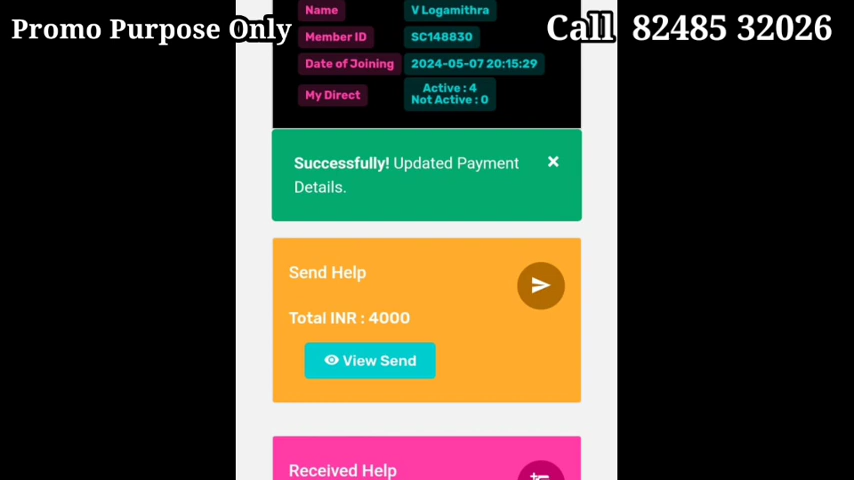 Promo Purpose Only
Call 82485 32026
Name
V Logamithra
Member ID
SC148830
Date of Joining
2024-05-07 20:15:29
My Direct
Active : 4
Not Active : 0
Successfully! Updated Payment
Details.
×
Send Help
Total INR : 4000
View Send
Received Help